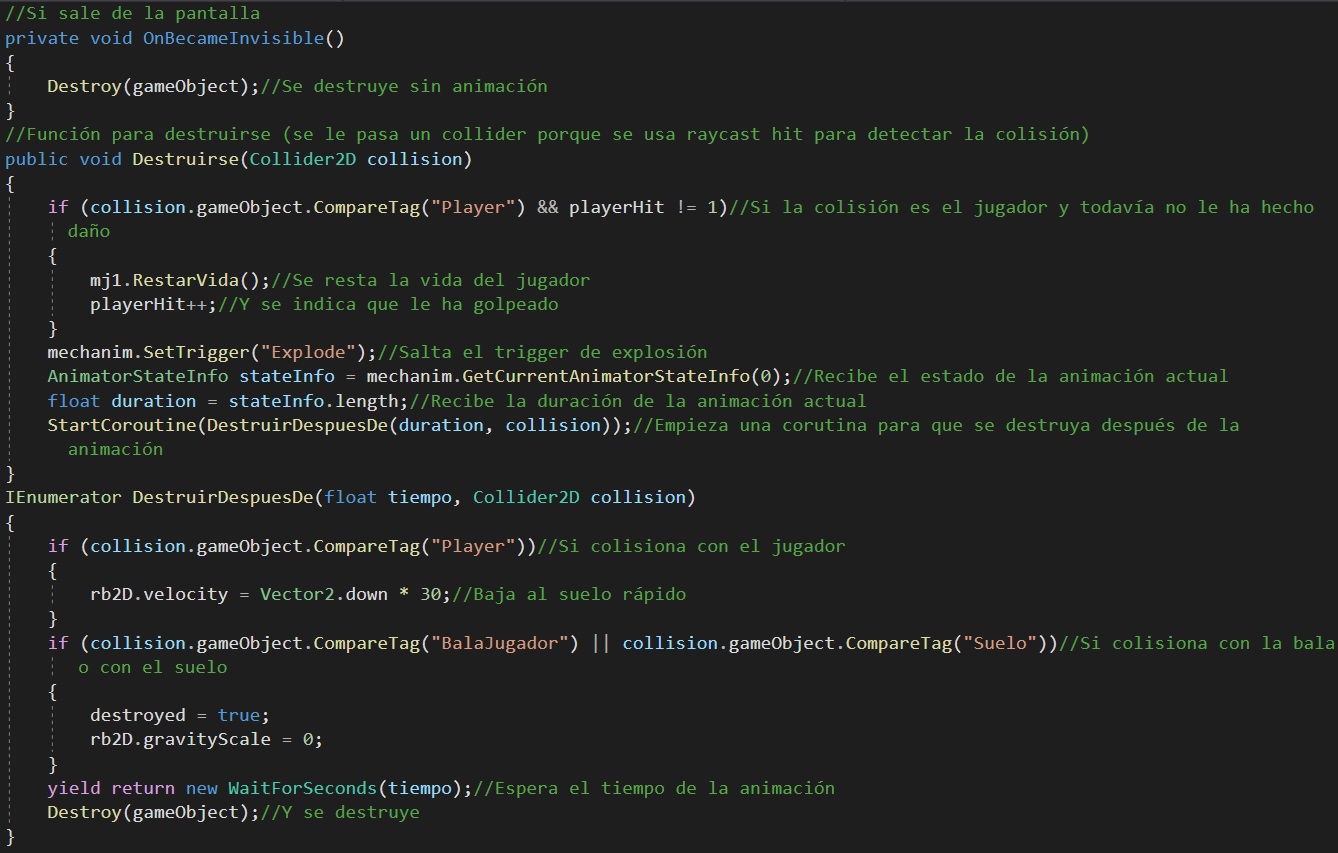 //Si sale de la pantalla
private void OnBecameInvisible()
{
    Destroy(gameObject);//Se destruye sin animación
}
//Función para destruirse (se le pasa un collider porque se usa raycast hit para detectar la colisión)
public void Destruirse(Collider2D collision)
{
    if (collision.gameObject.CompareTag("Player") && playerHit != 1)//Si la colisión es el jugador y todavía no le ha hecho
      daño
    {
        mj1.RestarVida();//Se resta la vida del jugador
        playerHit++;//Y se indica que le ha golpeado
    }
    mechanim.SetTrigger("Explode");//Salta el trigger de explosión
    AnimatorStateInfo stateInfo = mechanim.GetCurrentAnimatorStateInfo(0);//Recibe el estado de la animación actual
    float duration = stateInfo.length;//Recibe la duración de la animación actual
    StartCoroutine(DestruirDespuesDe(duration, collision));//Empieza una corutina para que se destruya después de la
      animación
}
IEnumerator DestruirDespuesDe(float tiempo, Collider2D collision)
{
    if (collision.gameObject.CompareTag("Player"))//Si colisiona con el jugador
    {
        rb2D.velocity = Vector2.down * 30;//Baja al suelo rápido
    }
    if (collision.gameObject.CompareTag("BalaJugador") || collision.gameObject.CompareTag("Suelo"))//Si colisiona con la bala
       o con el suelo
    {
        destroyed = true;
        rb2D.gravityScale = 0;
    }
    yield return new WaitForSeconds(tiempo);//Espera el tiempo de la animación
    Destroy(gameObject);//Y se destruye
}